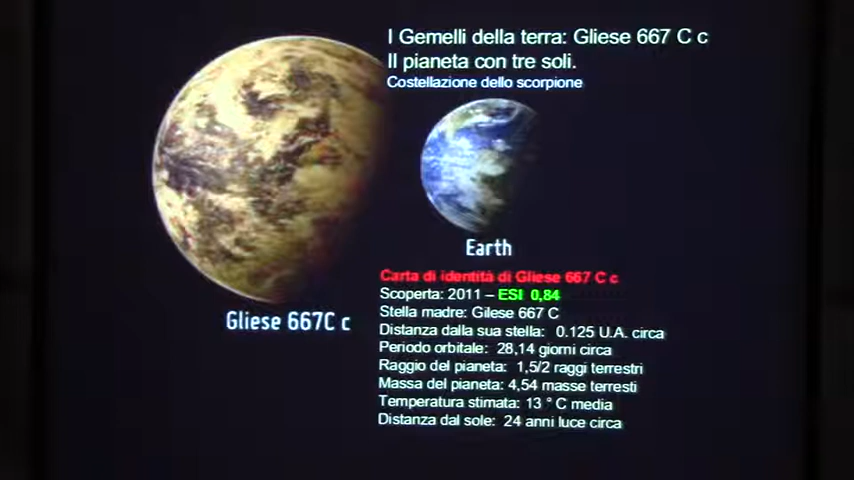 I Gemelli della terra: Gliese 667 C c
Il pianeta con tre soli.
Costellazione dello scorpione
Earth
Gliese 667C c
Carta di identità di Gliese 667 C c
Scoperta: 2011 – ESI 0,84
Stella madre: Gilese 667 C
Distanza dalla sua stella: 0.125 U.A. circa
Periodo orbitale: 28,14 giorni circa
Raggio del pianeta: 1,5/2 raggi terrestri
Massa del pianeta: 4,54 masse terresti
Temperatura stimata: 13 ° C media
Distanza dal sole: 24 anni luce circa